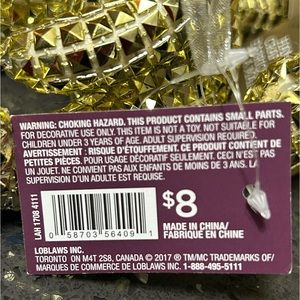 WARNING: CHOKING HAZARD. THIS PRODUCT CONTAINS SMALL PARTS.
FOR DECORATIVE USE ONLY. THIS ITEM IS NOT A TOY. NOT SUITABLE FOR
CHILDREN UNDER 3 YEARS OF AGE. ADULT SUPERVISION REQUIRED.
AVERTISSEMENT : RISQUE D'ÉTOUFFEMENT. CE PRODUIT CONTIENT DE
PETITES PIÈCES. POUR USAGE DÉCORATIF SEULEMENT. CECI N'EST PAS
UN JOUET. NE CONVIENT PAS AUX ENFANTS DE MOINS DE 3 ANS. LA
SUPERVISION D'UN ADULTE EST REQUISE.
LAH 1708 4111
0 58703 56409 1
$8
MADE IN CHINA/
FABRIQUÉ EN CHINE
LOBLAWS INC.
TORONTO ON M4T 2S8, CANADA © 2017 ® TM/MC TRADEMARKS OF/
MARQUES DE COMMERCE DE LOBLAWS INC. 1-888-495-5111